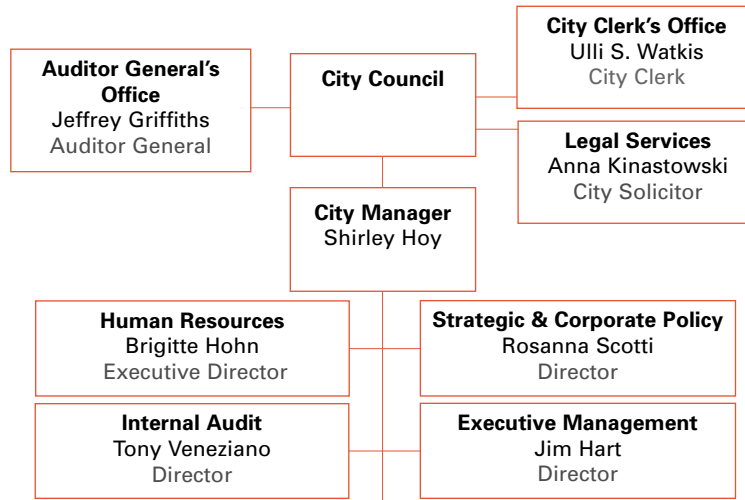 Auditor General's
Office
Jeffrey Griffiths
Auditor General
City Council
City Clerk's Office
Ulli S. Watkis
City Clerk
Legal Services
Anna Kinastowski
City Solicitor
City Manager
Shirley Hoy
Human Resources
Brigitte Hohn
Executive Director
Strategic & Corporate Policy
Rosanna Scotti
Director
Internal Audit
Tony Veneziano
Director
Executive Management
Jim Hart
Director